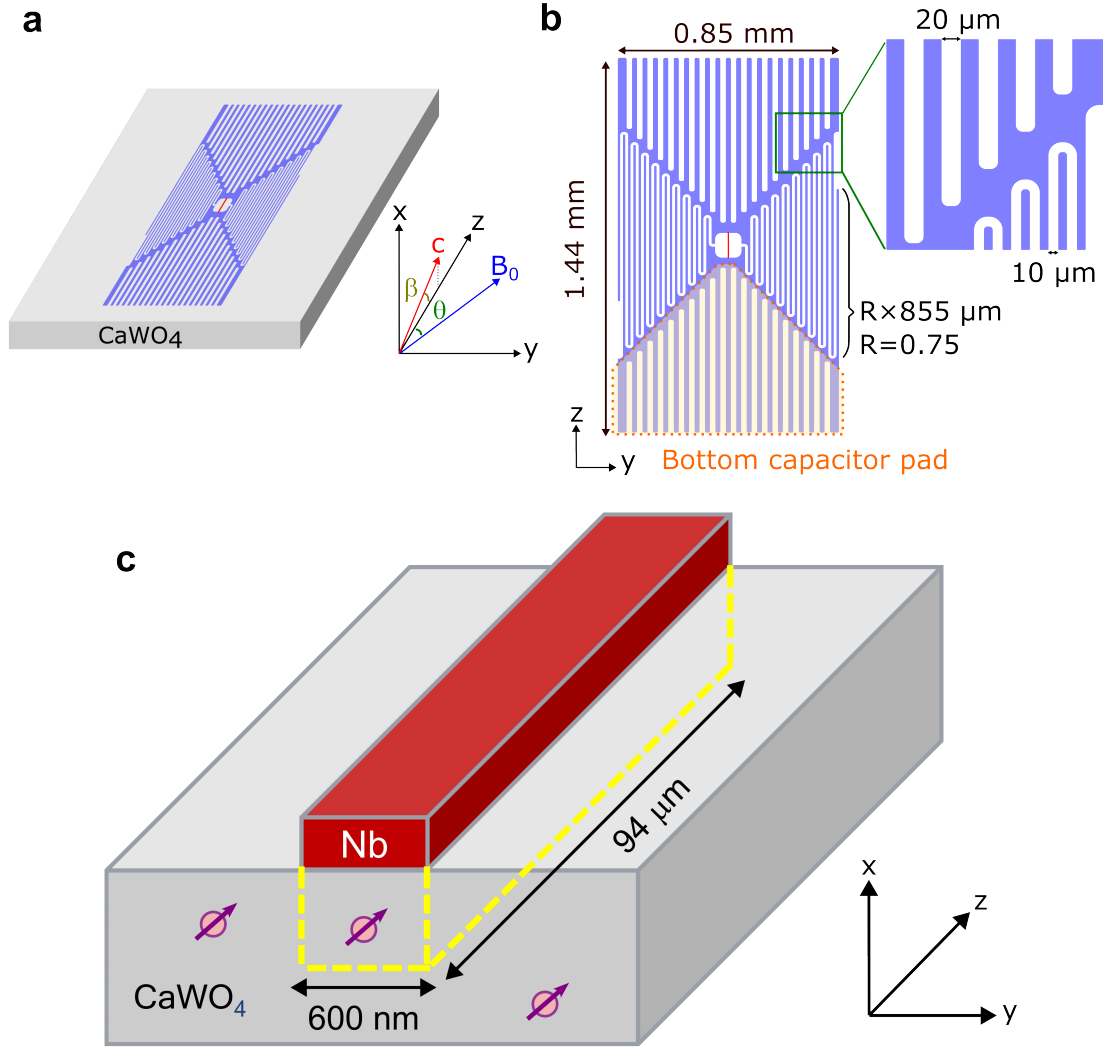 a
CaWO₄
x
c
z
B₀
β
θ
y
b
0.85 mm
1.44 mm
20 µm
10 µm
R×855 µm
R=0.75
z
y
Bottom capacitor pad
c
Nb
94 µm
CaWO₄
600 nm
x
z
y